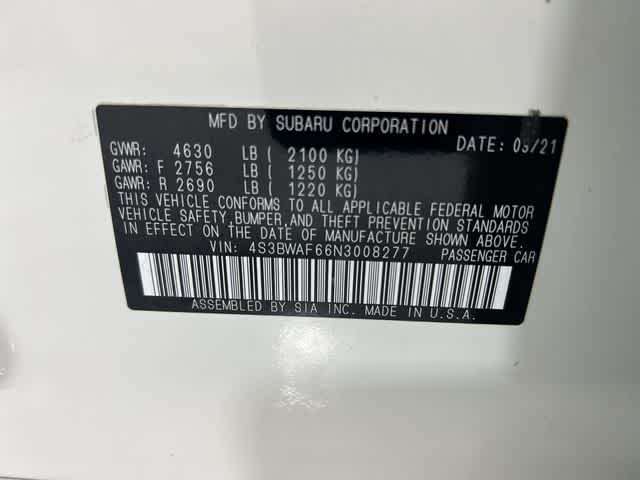 MFD BY SUBARU CORPORATION
DATE: 09/21
GVWR: 4630 LB ( 2100 KG)
GAWR: F 2756 LB ( 1250 KG)
GAWR: R 2690 LB ( 1220 KG)
THIS VEHICLE CONFORMS TO ALL APPLICABLE FEDERAL MOTOR
VEHICLE SAFETY, BUMPER, AND THEFT PREVENTION STANDARDS
IN EFFECT ON THE DATE OF MANUFACTURE SHOWN ABOVE.
VIN: 4S3BWAF66N3008277 PASSENGER CAR
ASSEMBLED BY SIA INC. MADE IN U.S.A.